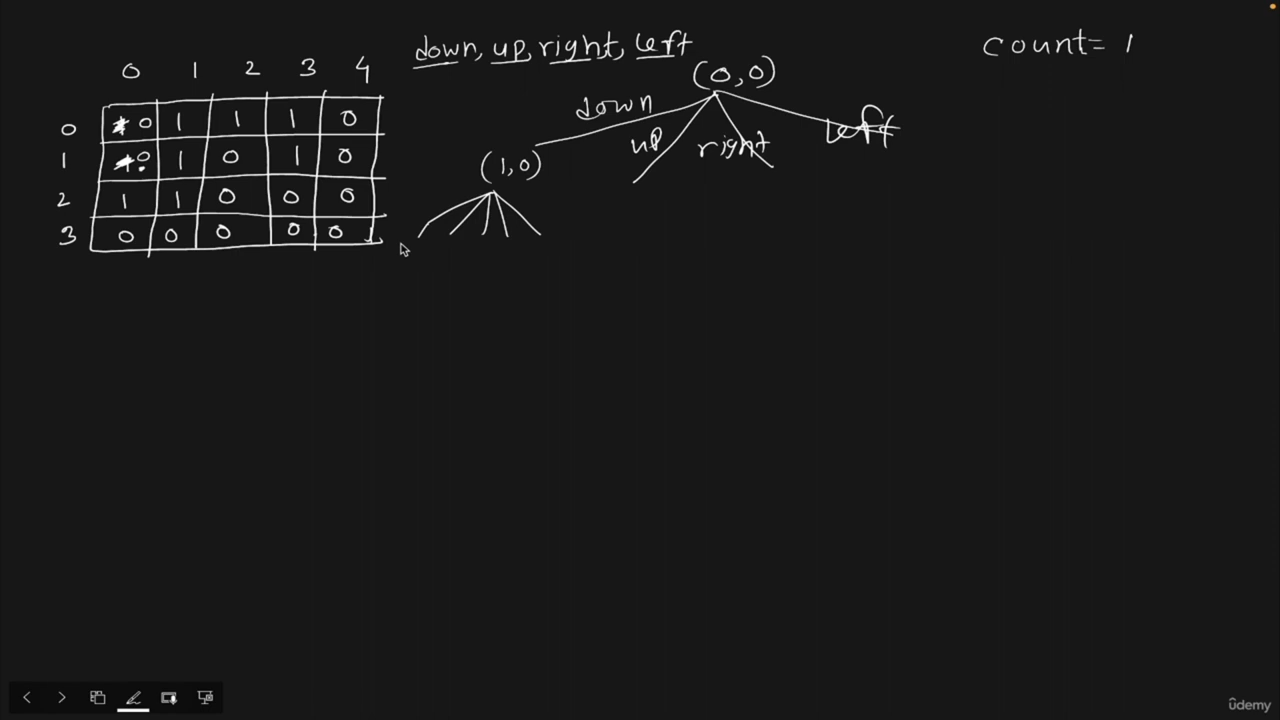 down, up, right, left
count= 1
(0,0)
0 1 2 3 4
down
up
right
left
0 0 1 1 1 0
1 0 1 0 1 0
(1,0)
2 1 1 0 0 0
3 0 0 0 0 0
ûdemy